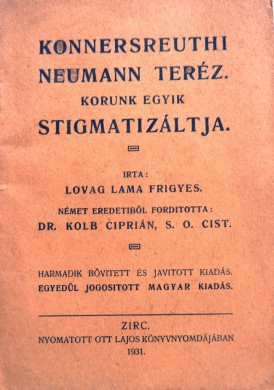 KONNERSREUTHI
NEUMANN TERÉZ.
KORUNK EGYIK
STIGMATIZÁLTJA.
IRTA:
LOVAG LAMA FRIGYES.
NÉMET EREDETIBŐL FORDITOTTA:
DR. KOLB CIPRIÁN, S. O. CIST.
HARMADIK BŐVITETT ÉS JAVITOTT KIADÁS.
EGYEDÜL JOGOSITOTT MAGYAR KIADÁS.
ZIRC.
NYOMATOTT OTT LAJOS KÖNYVNYOMDÁJÁBAN
1931.